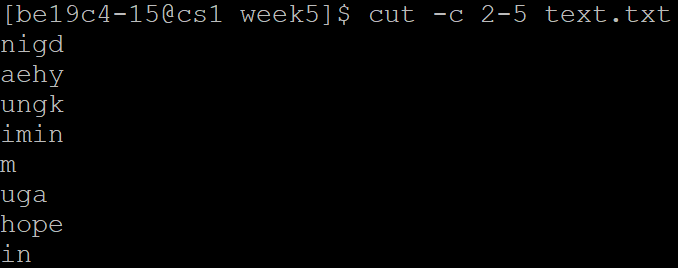 [be19c4-15@cs1 week5]$ cut -c 2-5 text.txt
nigd
aehy
ungk
imin
m
uga
hope
in